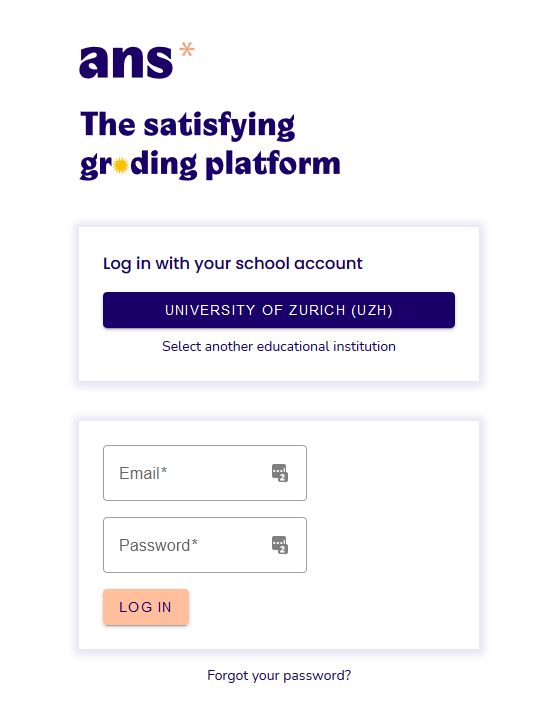 ans*
The satisfying
grading platform
Log in with your school account
UNIVERSITY OF ZURICH (UZH)
Select another educational institution
Email*
Password*
LOG IN
Forgot your password?